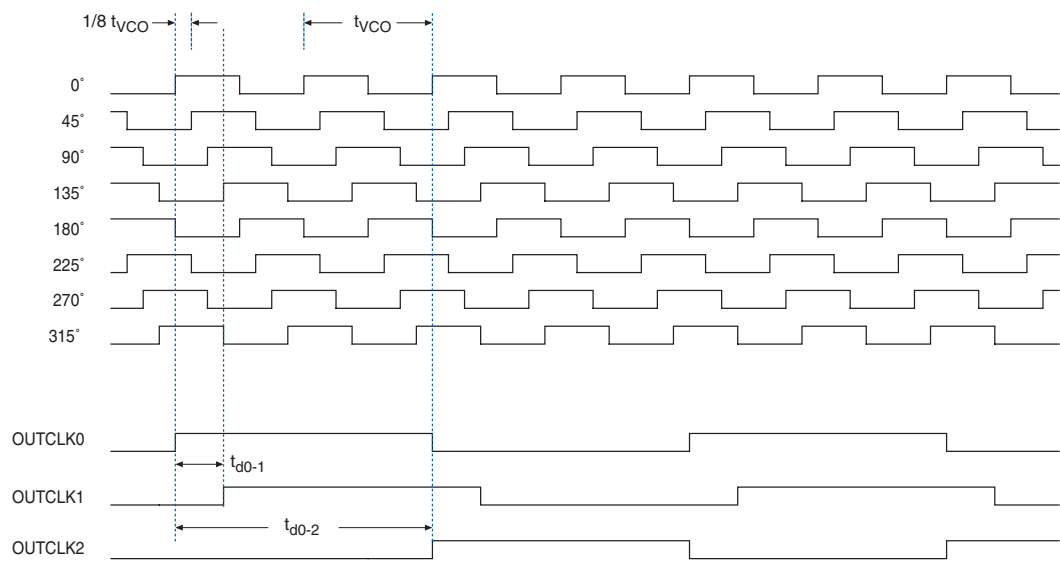 1/8 tVCO
tVCO
0°
45°
90°
135°
180°
225°
270°
315°
OUTCLK0
td0-1
OUTCLK1
td0-2
OUTCLK2